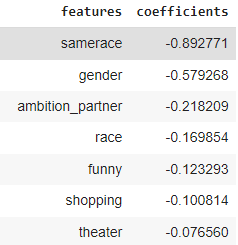 features coefficients
samerace -0.892771
gender -0.579268
ambition_partner -0.218209
race -0.169854
funny -0.123293
shopping -0.100814
theater -0.076560